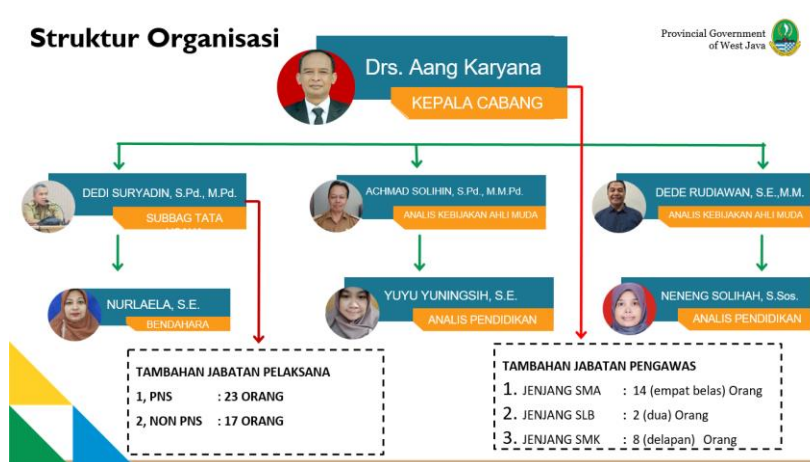 Struktur Organisasi
Provincial Government
of West Java
Drs. Aang Karyana
KEPALA CABANG
DEDI SURYADIN, S.Pd., M.Pd.
SUBBAG TATA
ACHMAD SOLIHIN, S.Pd., M.M.Pd.
ANALIS KEBIJAKAN AHLI MUDA
DEDE RUDIAWAN, S.E.,M.M.
ANALIS KEBIJAKAN AHLI MUDA
NURLAELA, S.E.
BENDAHARA
YUYU YUNINGSIH, S.E.
ANALIS PENDIDIKAN
NENENG SOLIHAH, S.Sos.
ANALIS PENDIDIKAN
TAMBAHAN JABATAN PELAKSANA
1, PNS : 23 ORANG
2, NON PNS : 17 ORANG
TAMBAHAN JABATAN PENGAWAS
1. JENJANG SMA : 14 (empat belas) Orang
2. JENJANG SLB : 2 (dua) Orang
3. JENJANG SMK : 8 (delapan) Orang